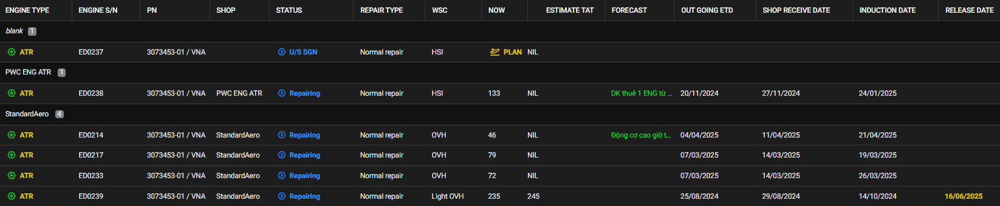 ENGINE TYPE ENGINE S/N PN SHOP STATUS REPAIR TYPE WSC NOW ESTIMATE TAT FORECAST OUT GOING ETD SHOP RECEIVE DATE INDUCTION DATE RELEASE DATE
blank 1
ATR ED0237 3073453-01 / VNA U/S SGN Normal repair HSI PLAN NIL
PWC ENG ATR 1
ATR ED0238 3073453-01 / VNA PWC ENG ATR Repairing Normal repair HSI 133 NIL DK thuê 1 ENG từ ... 20/11/2024 27/11/2024 24/01/2025
StandardAero 4
ATR ED0214 3073453-01 / VNA StandardAero Repairing Normal repair OVH 46 NIL Động cơ cao giờ t... 04/04/2025 11/04/2025 21/04/2025
ATR ED0217 3073453-01 / VNA StandardAero Repairing Normal repair OVH 79 NIL 07/03/2025 14/03/2025 19/03/2025
ATR ED0233 3073453-01 / VNA StandardAero Repairing Normal repair OVH 72 NIL 07/03/2025 14/03/2025 26/03/2025
ATR ED0239 3073453-01 / VNA StandardAero Repairing Normal repair Light OVH 235 245 25/08/2024 29/08/2024 14/10/2024 16/06/2025